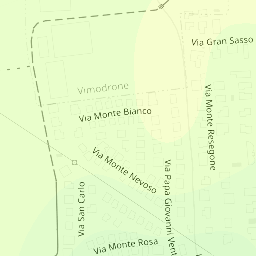 Via Gran Sasso
Vimodrone
Via Monte Bianco
Via Monte Resegone
Via Monte Nevoso
Via Papa Giovanni Vent
Via San Carlo
Via Monte Rosa